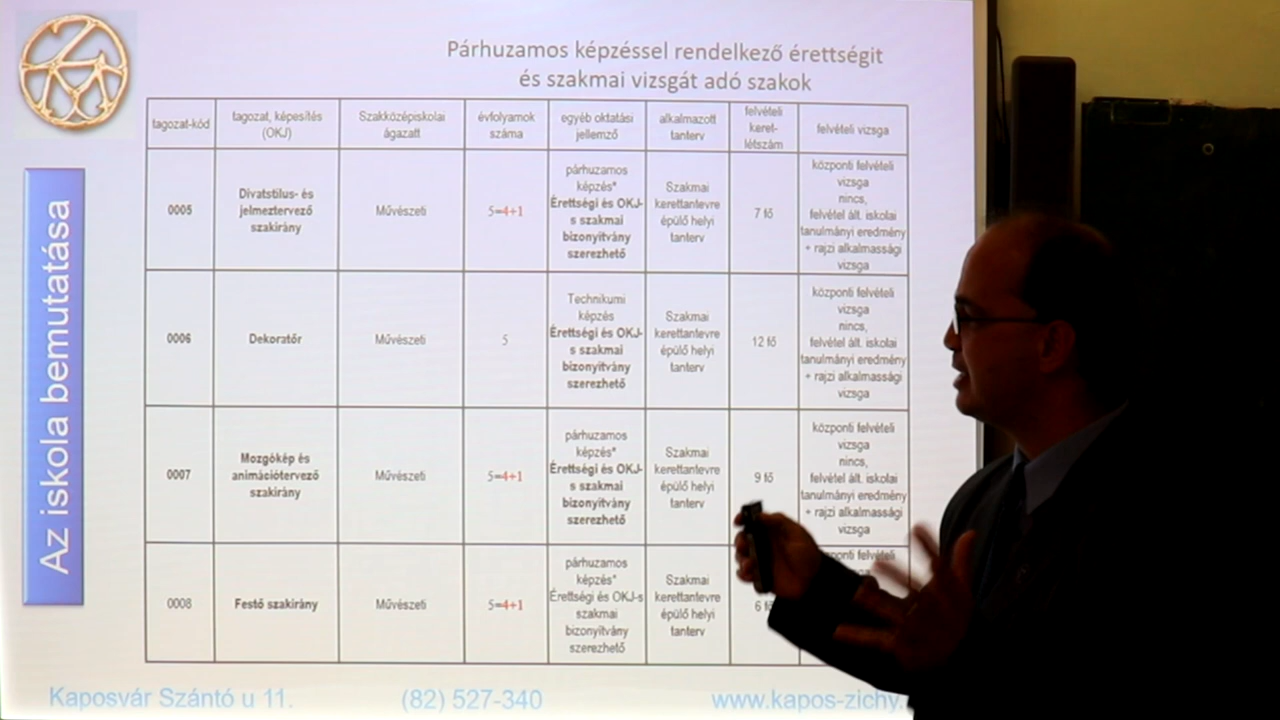 Párhuzamos képzéssel rendelkező érettségit
és szakmai vizsgát adó szakok
Az iskola bemutatása
tagozat-kód
tagozat, képesítés
(OKJ)
Szakközépiskolai
ágazatt
évfolyamok
száma
egyéb oktatási
jellemző
alkalmazott
tanterv
felvételi
keret-
létszám
felvételi vizsga
0005
Divatstílus- és
jelmeztervező
szakirány
Művészeti
5=4+1
párhuzamos
képzés*
Érettségi és OKJ-
s szakmai
bizonyítvány
szerezhető
Szakmai
kerettantevre
épülő helyi
tanterv
7 fő
központi felvételi
vizsga
nincs,
felvétel ált. iskolai
tanulmányi eredmény
+ rajzi alkalmassági
vizsga
0006
Dekoratőr
Művészeti
5
Technikumi
képzés
Érettségi és OKJ-
s szakmai
bizonyítvány
szerezhető
Szakmai
kerettantevre
épülő helyi
tanterv
12 fő
központi felvételi
vizsga
nincs,
felvétel ált. iskolai
tanulmányi eredmény
+ rajzi alkalmassági
vizsga
0007
Mozgókép és
animációtervező
szakirány
Művészeti
5=4+1
párhuzamos
képzés*
Érettségi és OKJ-
s szakmai
bizonyítvány
szerezhető
Szakmai
kerettantevre
épülő helyi
tanterv
9 fő
központi felvételi
vizsga
nincs,
felvétel ált. iskolai
tanulmányi eredmény
+ rajzi alkalmassági
vizsga
0008
Festő szakirány
Művészeti
5=4+1
párhuzamos
képzés*
Érettségi és OKJ-s
szakmai
bizonyítvány
szerezhető
Szakmai
kerettantevre
épülő helyi
tanterv
6
felvételi
Kaposvár Szántó u 11.
(82) 527-340
www.kapos-zichy.